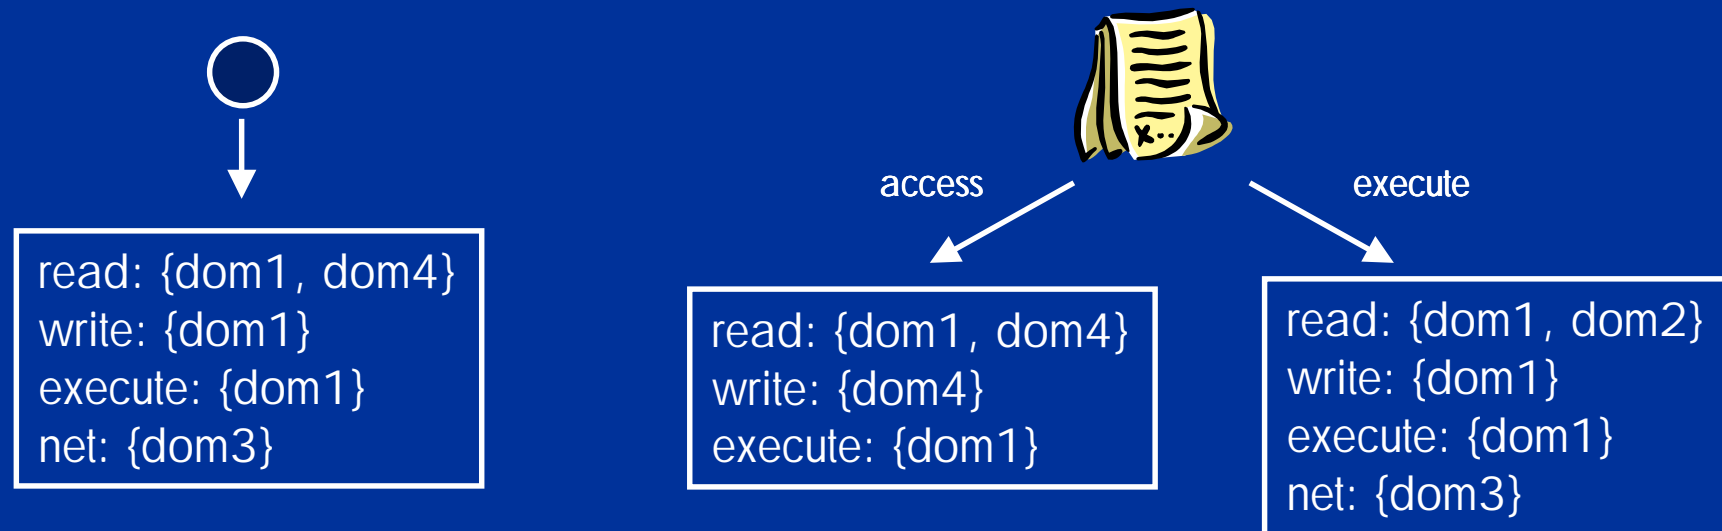 read: {dom1, dom4}
write: {dom1}
execute: {dom1}
net: {dom3}
x..
access
execute
read: {dom1, dom4}
write: {dom4}
execute: {dom1}
read: {dom1, dom2}
write: {dom1}
execute: {dom1}
net: {dom3}